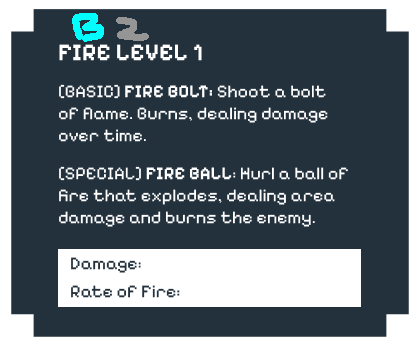 B 2
FIRE LEVEL 1
(BASIC) FIRE BOLT: Shoot a bolt
of flame. Burns, dealing damage
over time.
(SPECIAL) FIRE BALL: Hurl a ball of
fire that explodes, dealing area
damage and burns the enemy.
Damage:
Rate of Fire: